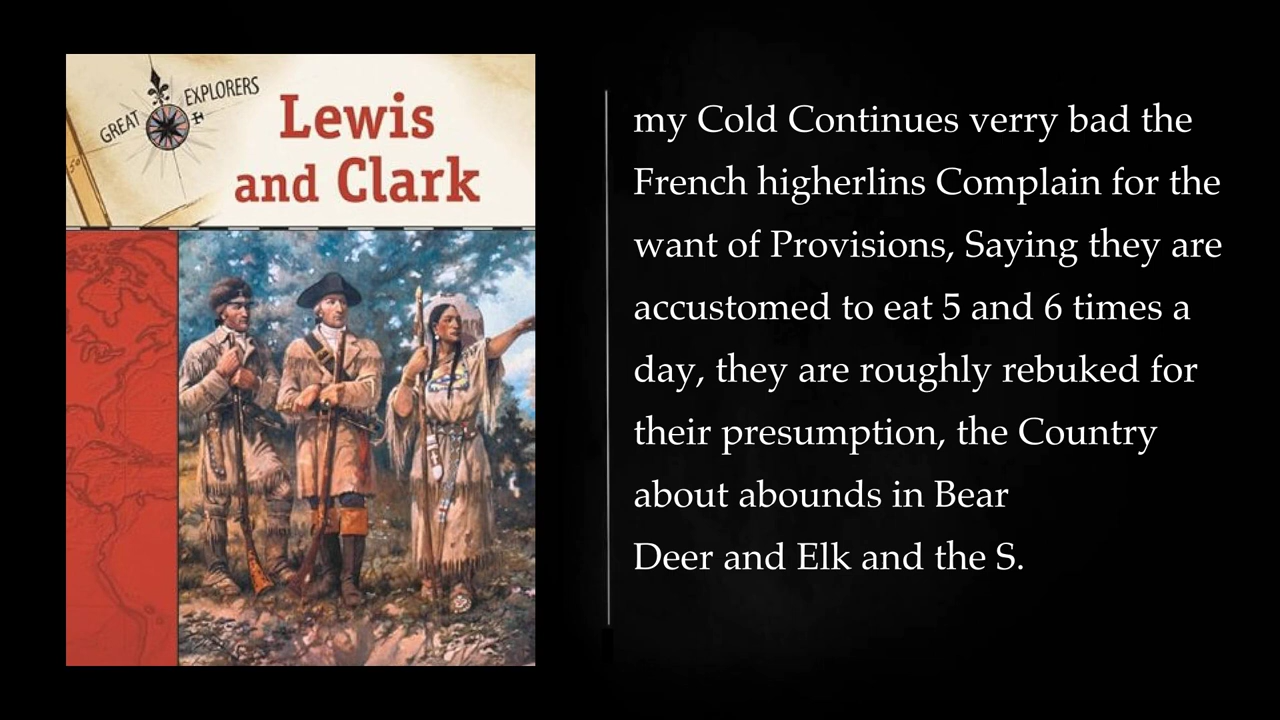 GREAT EXPLORERS
Lewis
and Clark
50
my Cold Continues verry bad the
French higherlins Complain for the
want of Provisions, Saying they are
accustomed to eat 5 and 6 times a
day, they are roughly rebuked for
their presumption, the Country
about abounds in Bear
Deer and Elk and the S.